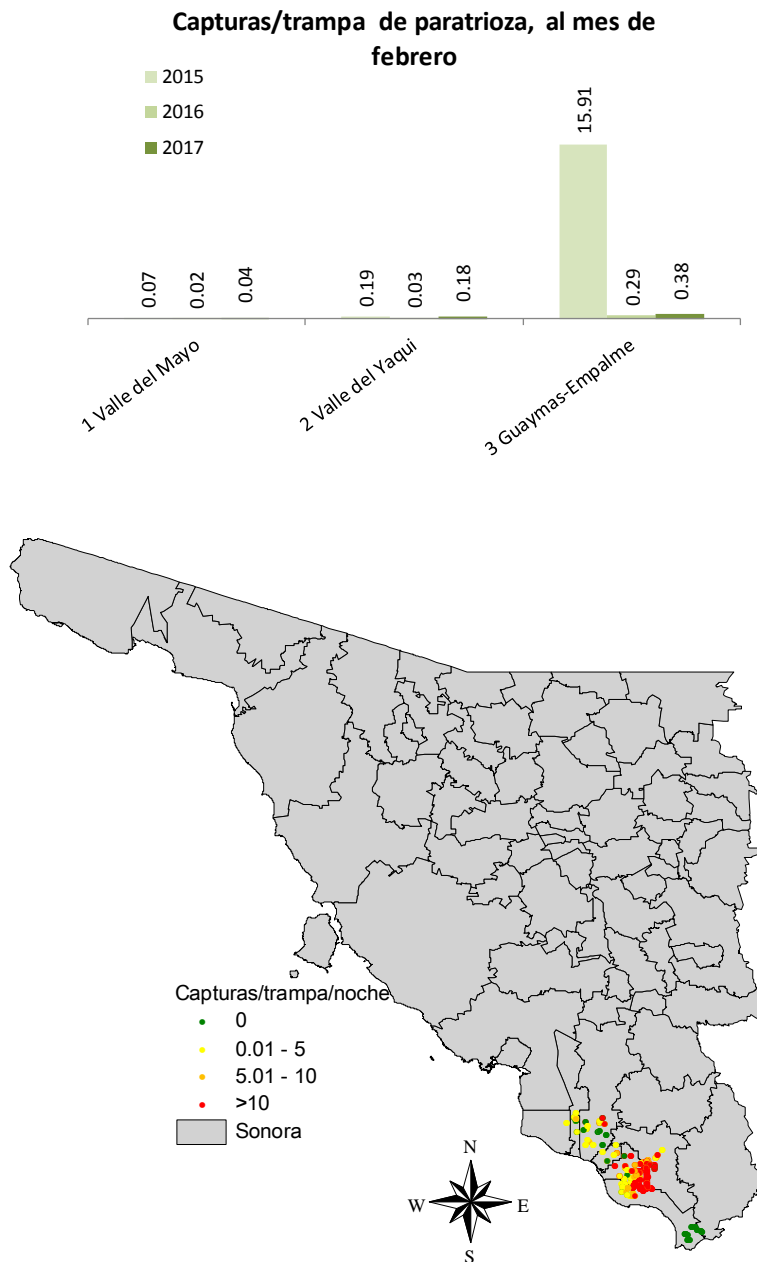 Capturas/trampa de paratrioza, al mes de
febrero
2015
2016
2017
0.07
0.02
0.04
0.19
0.03
0.18
15.91
0.29
0.38
1 Valle del Mayo
2 Valle del Yaqui
3 Guaymas-Empalme
Capturas/trampa/noche
0
0.01 - 5
5.01 - 10
>10
Sonora
N
W
E
S